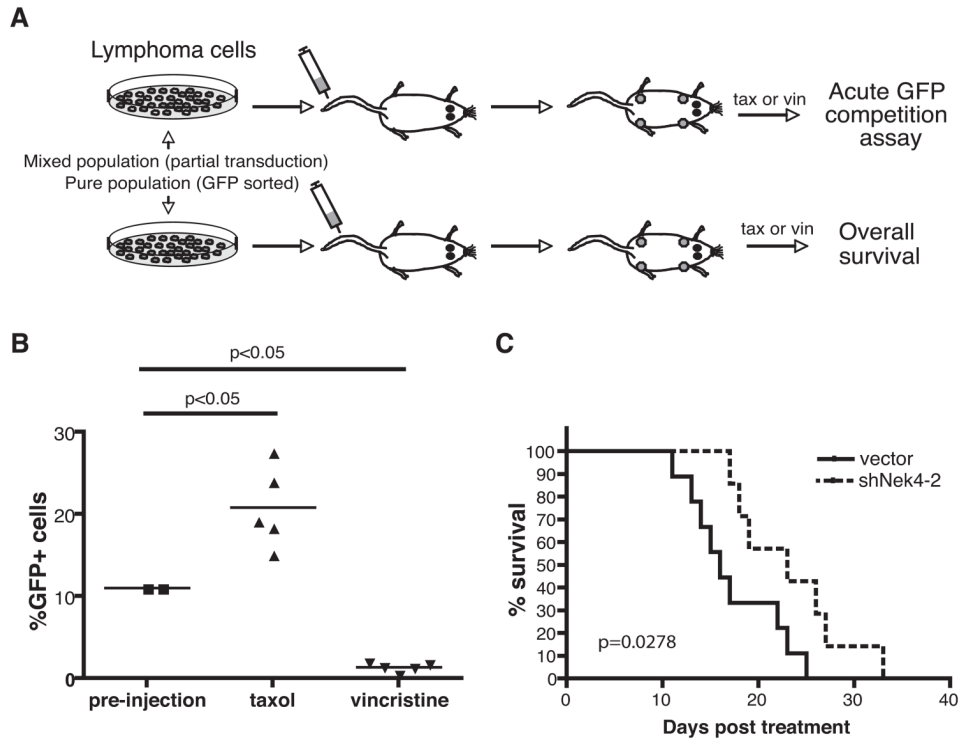 A
Lymphoma cells
tax or vin
Acute GFP
competition
assay
Mixed population (partial transduction)
Pure population (GFP sorted)
tax or vin
Overall
survival
B
p<0.05
p<0.05
%GFP+ cells
30
20
10
0
pre-injection
taxol
vincristine
C
% survival
100
90
80
70
60
50
40
30
20
10
0
vector
shNek4-2
p=0.0278
0
10
20
30
40
Days post treatment